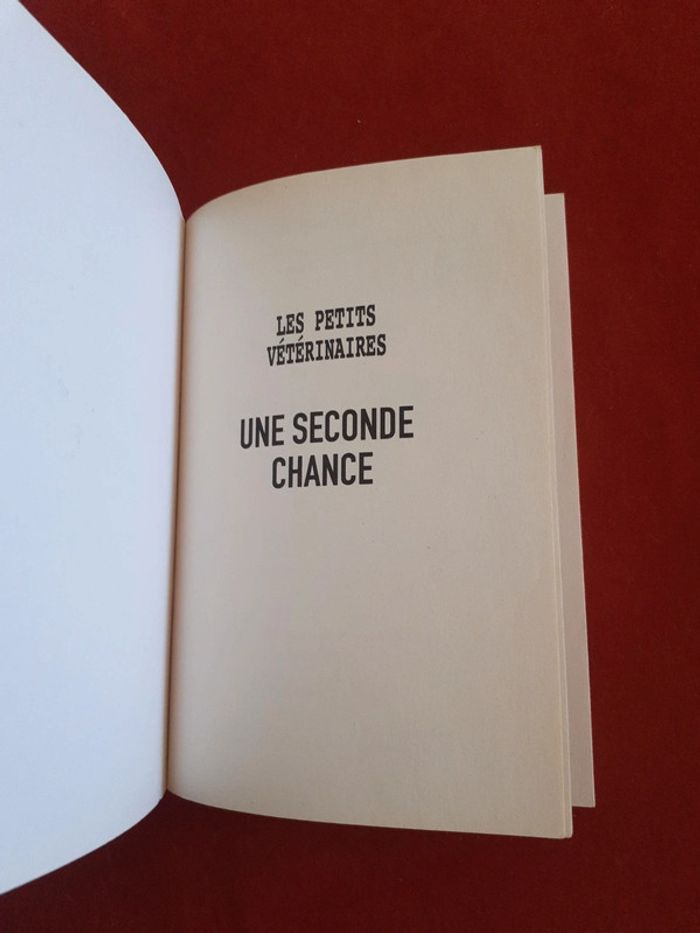 LES PETITS
VÉTÉRINAIRES
UNE SECONDE
CHANCE